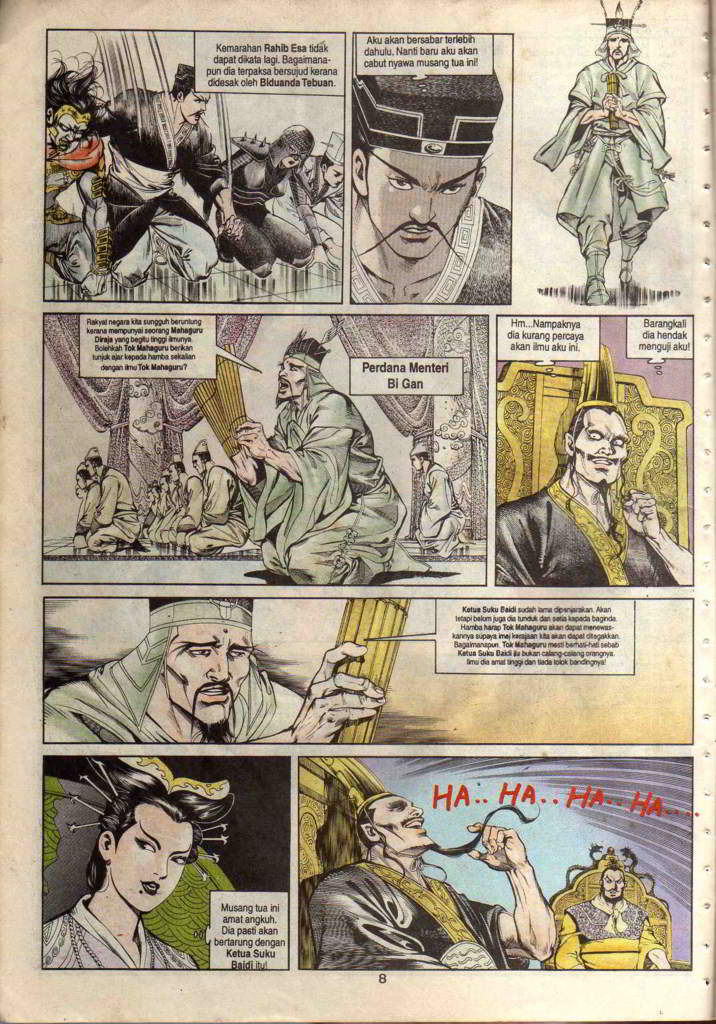 Kemarahan Rahib Esa tidak
dapat dikata lagi. Bagaimana-
pun dia terpaksa bersujud kerana
didesak oleh Biduanda Tebuan.
Aku akan bersabar terlebih
dahulu. Nanti baru aku akan
cabut nyawa musang tua ini!
Rakyat negara kita sungguh beruntung
kerana mempunyai seorang Mahaguru
Diraja yang begitu tinggi ilmunya.
Bolehkah Tok Mahaguru berikan
tunjuk ajar kepada hamba sekalian
dengan ilmu Tok Mahaguru?
Perdana Menteri
Bi Gan
Hm...Nampaknya
dia kurang percaya
akan ilmu aku ini.
Barangkali
dia hendak
menguji aku!
Ketua Suku Baidi sudah lama dipenjarakan. Akan
tetapi belum juga dia tunduk dan setia kepada baginda.
Hamba harap Tok Mahaguru akan dapat menewas-
kannya supaya imej kerajaan kita akan dapat ditegakkan.
Bagaimanapun, Tok Mahaguru mesti berhati-hati sebab
Ketua Suku Baidi itu bukan calang-calang orangnya.
Ilmu dia amat tinggi dan tiada tolok bandingnya!
Musang tua ini
amat angkuh.
Dia pasti akan
bertarung dengan
Ketua Suku
Baidi itu!
HA.. HA.. HA.. HA....
8